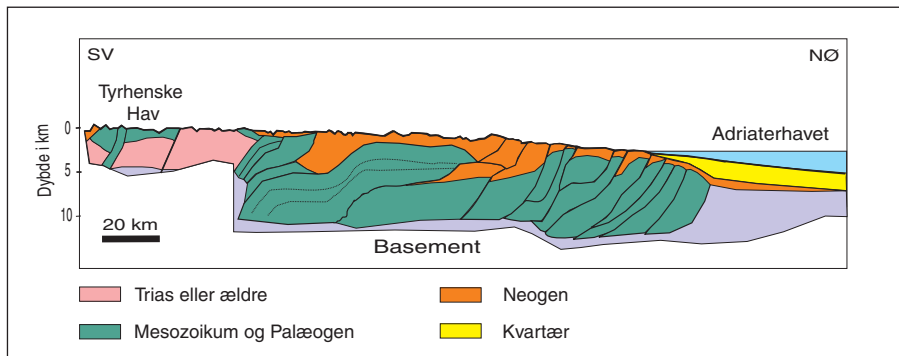 SV
NØ
Tyrhenske
Hav
Adriaterhavet
Dybde i km
0
5
10
20 km
Basement
Trias eller ældre
Neogen
Mesozoikum og Palæogen
Kvartær